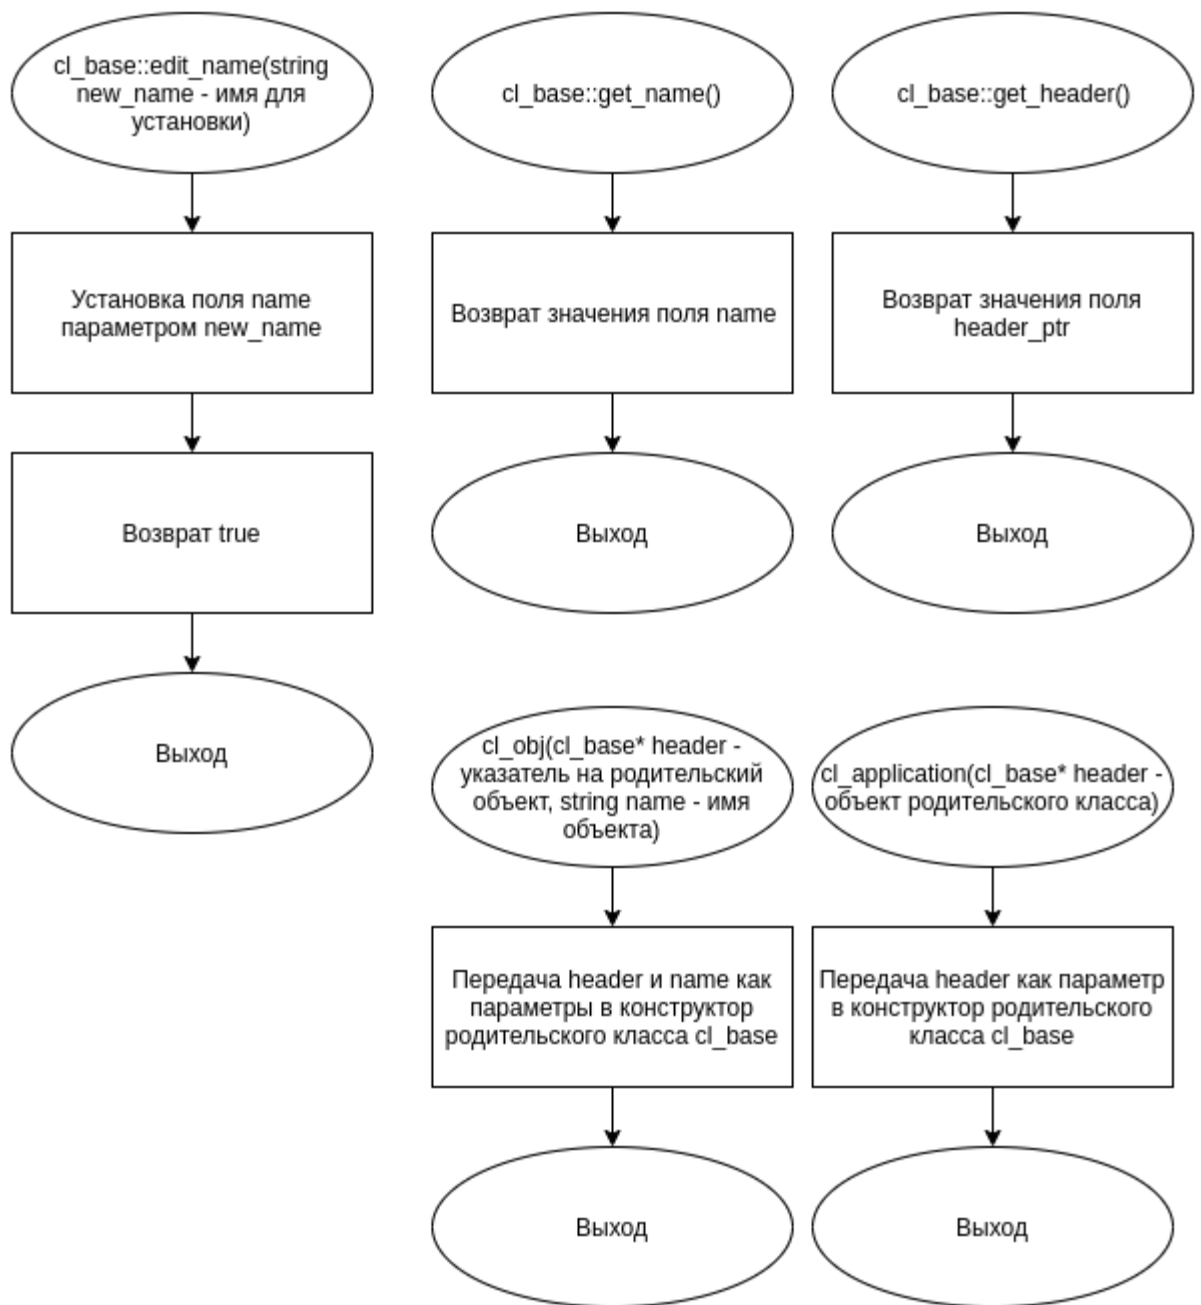 cl_base::edit_name(string
new_name - имя для
установки)
Установка поля name
параметром new_name
Возврат true
Выход
cl_base::get_name()
Возврат значения поля name
Выход
cl_base::get_header()
Возврат значения поля
header_ptr
Выход
cl_obj(cl_base* header -
указатель на родительский
объект, string name - имя
объекта)
Передача header и name как
параметры в конструктор
родительского класса cl_base
Выход
cl_application(cl_base* header -
объект родительского класса)
Передача header как параметр
в конструктор родительского
класса cl_base
Выход